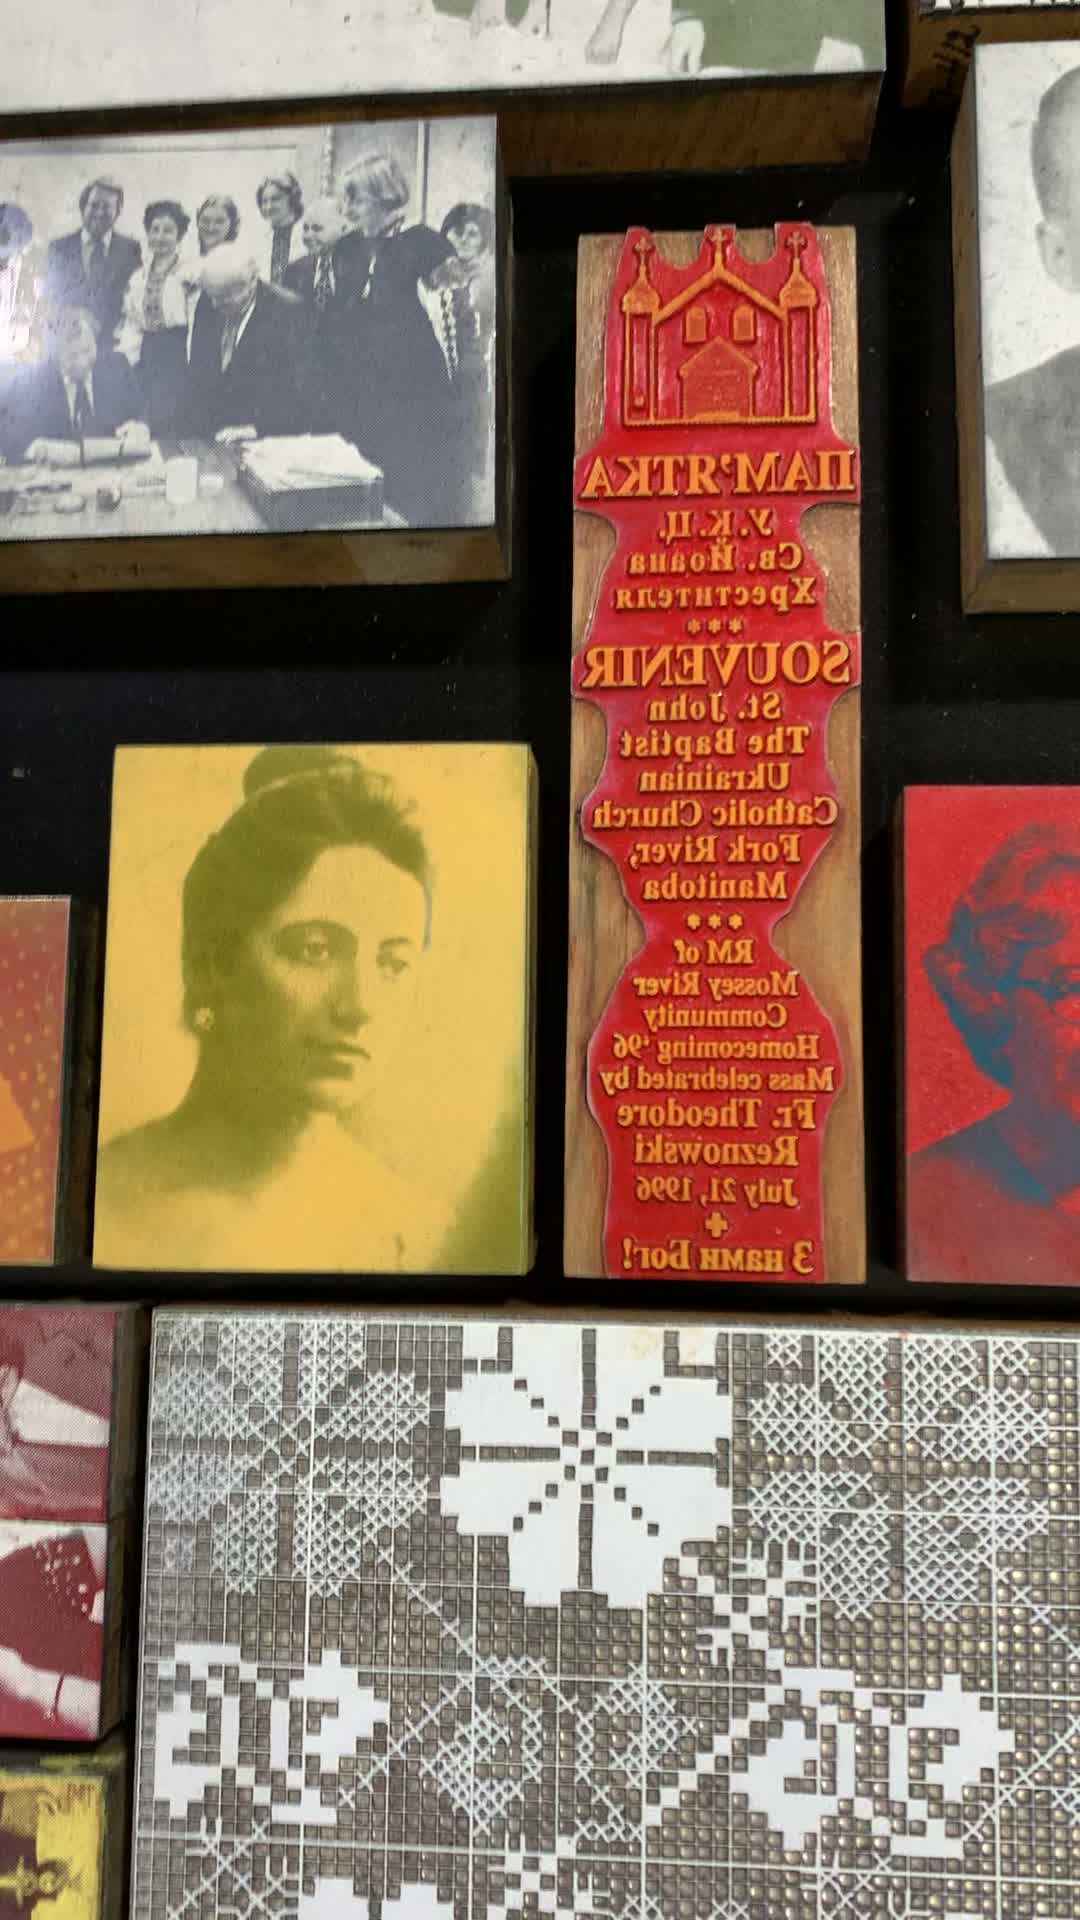 ПАМ'ЯТКА
У. К. Ц.
Св. Йоана
Хрестителя
***
SOUVENIR
St. John
The Baptist
Ukrainian
Catholic Church
Fork River,
Manitoba
***
RM of
Mossey River
Community
Homecoming '96
Mass celebrated by
Fr. Theodore
Reznowski
July 21, 1996
З нами Бог!